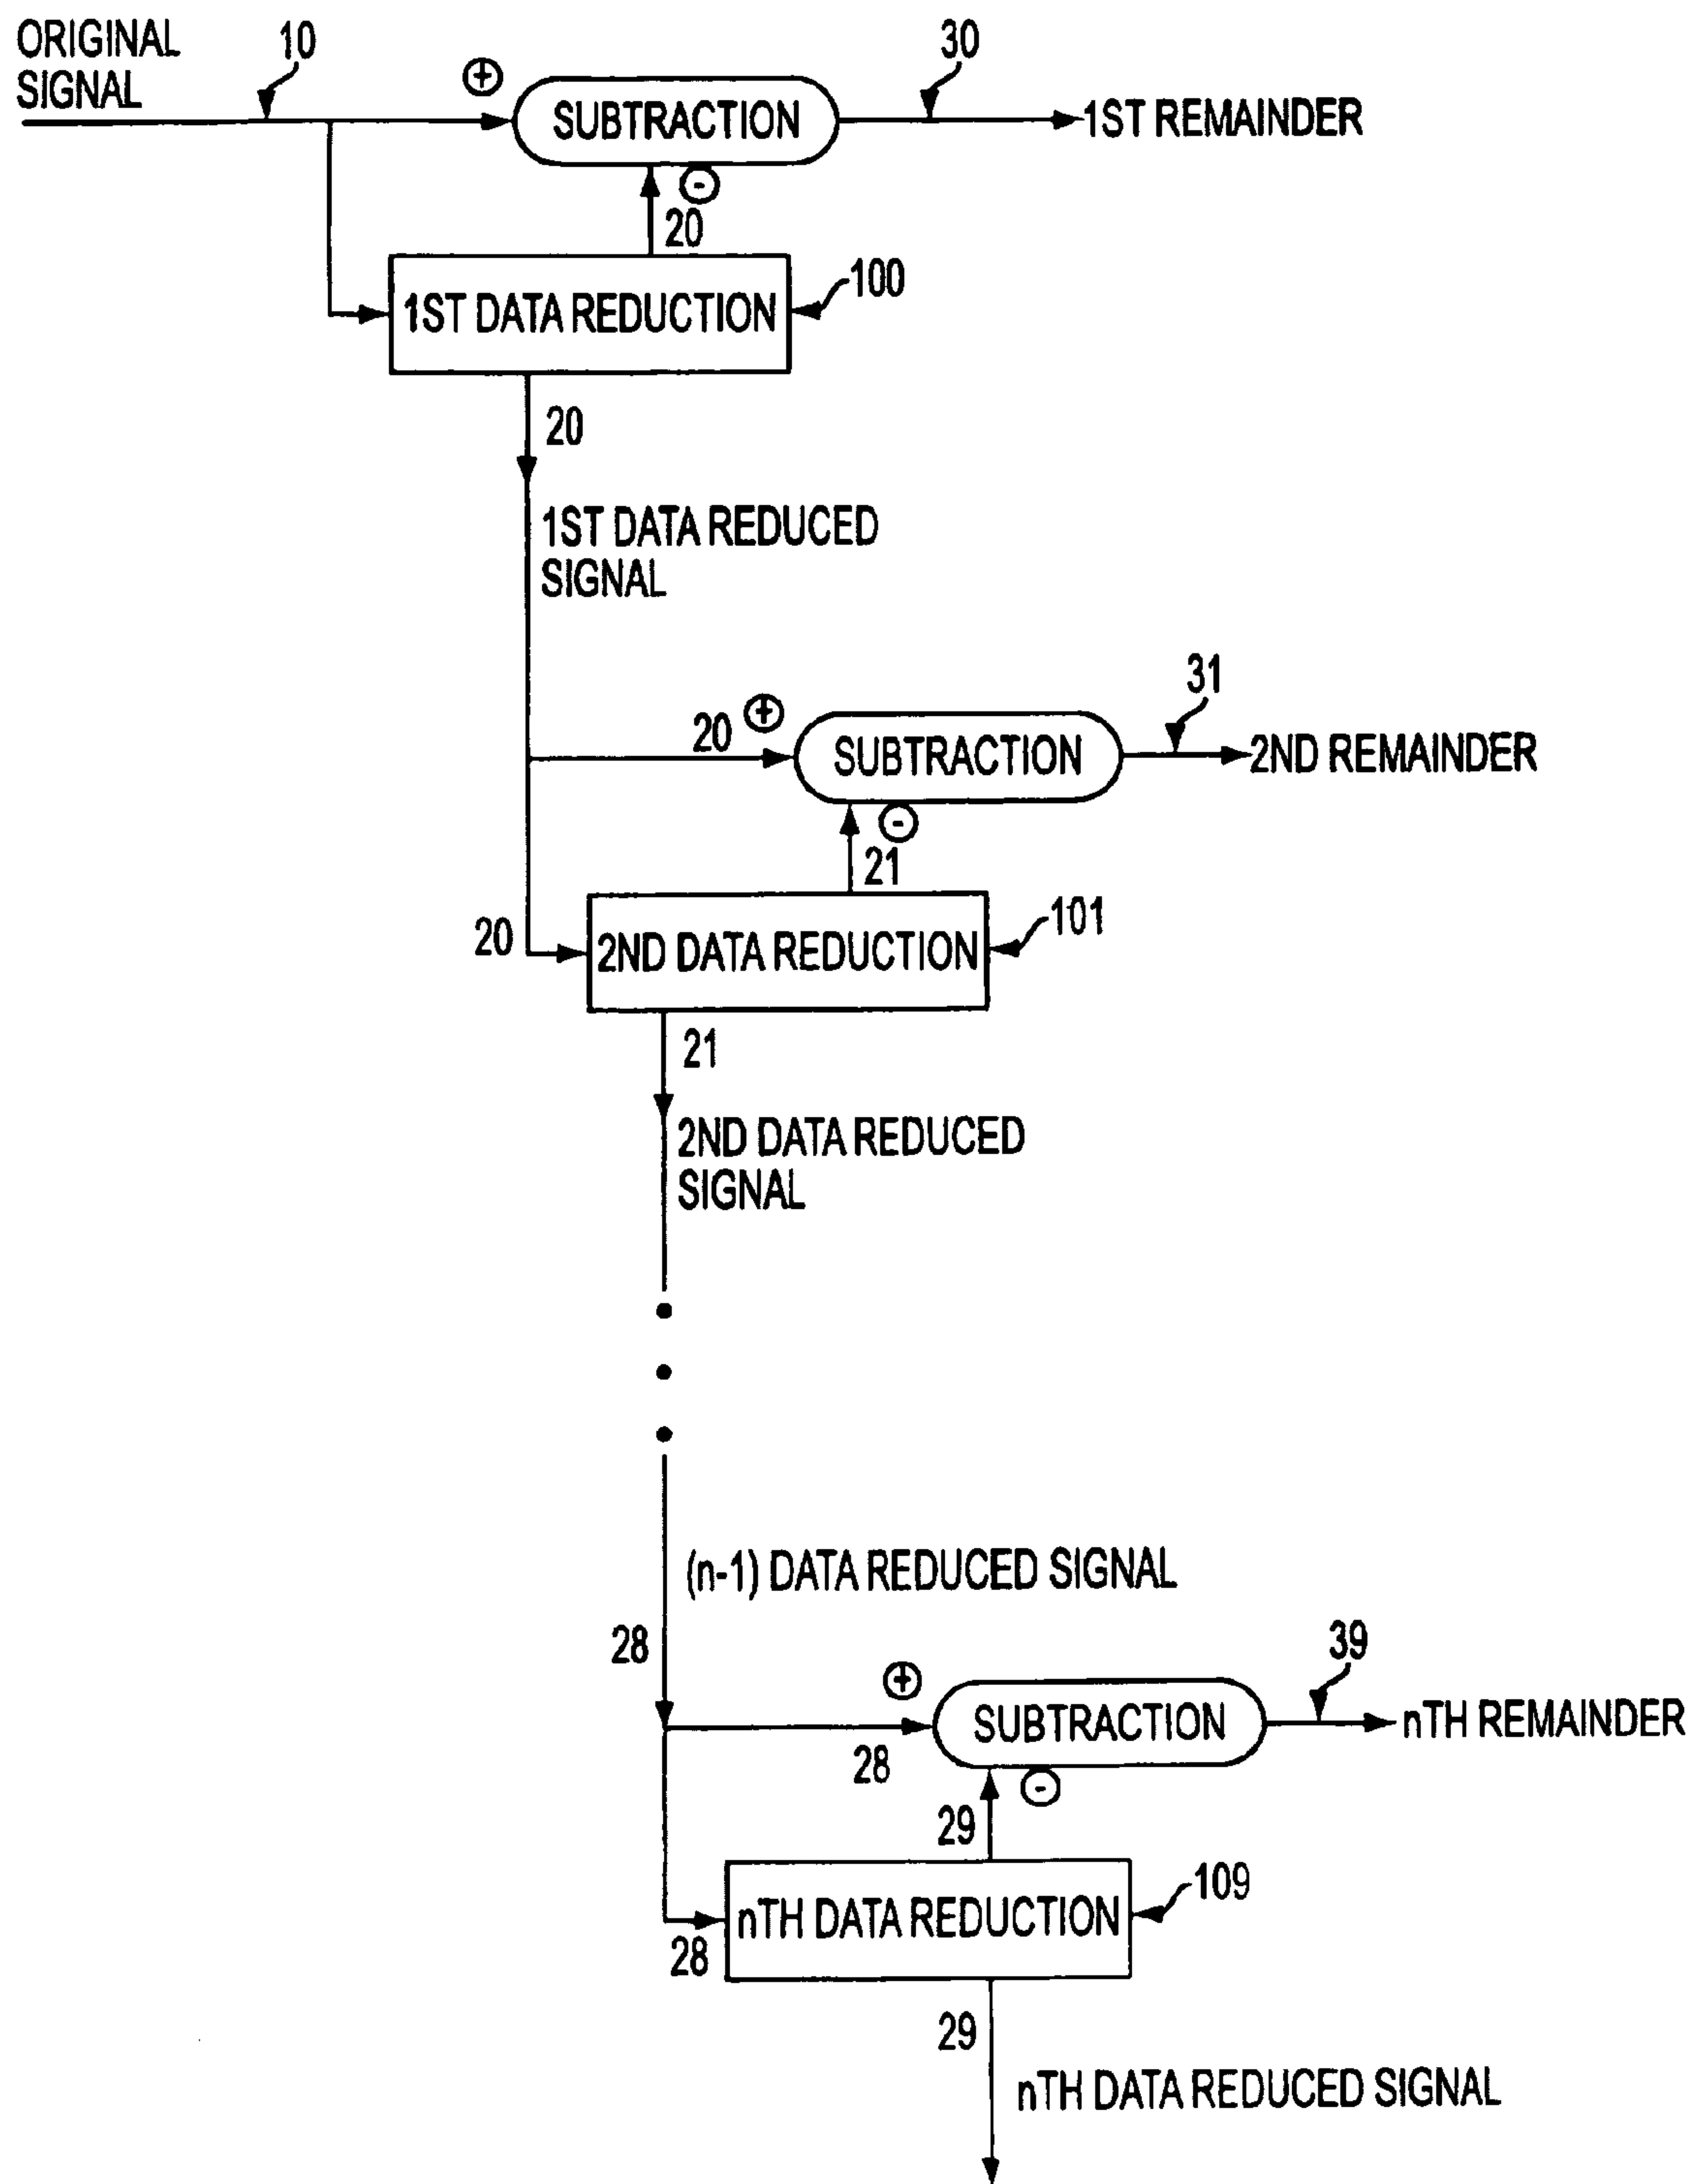 ORIGINAL
SIGNAL
10
+
SUBTRACTION
30
1ST REMAINDER
-
20
1ST DATA REDUCTION
100
20
1ST DATA REDUCED
SIGNAL
20
+
SUBTRACTION
31
2ND REMAINDER
-
21
20
2ND DATA REDUCTION
101
21
2ND DATA REDUCED
SIGNAL
(n-1) DATA REDUCED SIGNAL
28
+
28
SUBTRACTION
39
nTH REMAINDER
-
29
28
nTH DATA REDUCTION
109
29
nTH DATA REDUCED SIGNAL